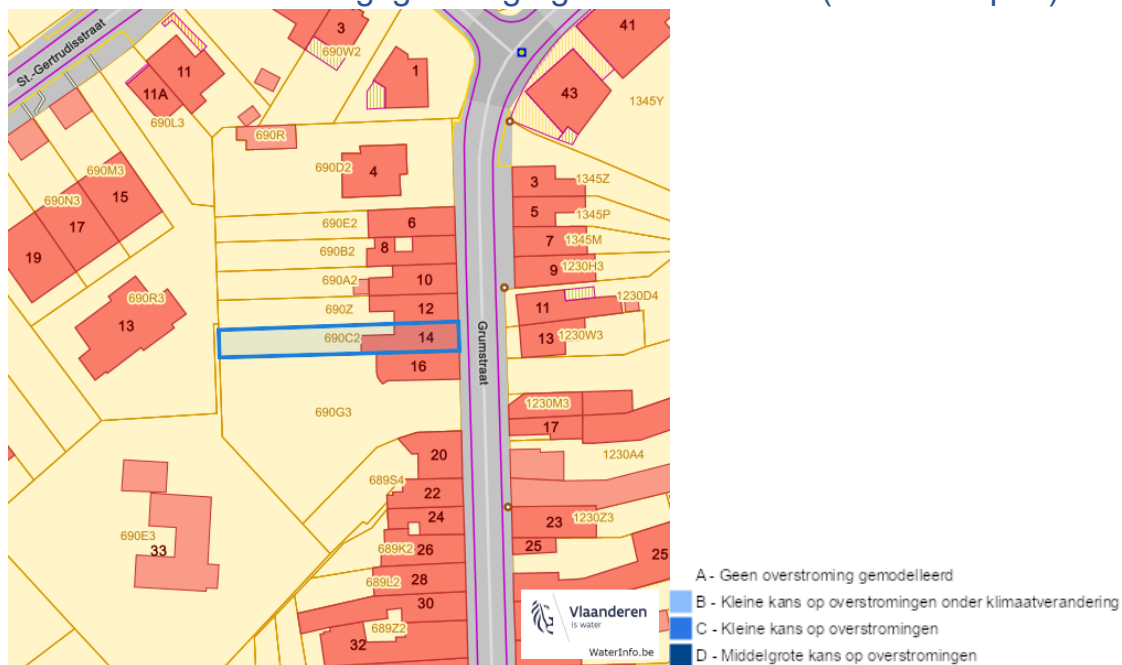 St.-Gertrudisstraat
11
11A
690L3
690W2
3
1
41
43
1345Y
690R
690M3
15
690N3
17
19
690D2
4
690E2
6
690B2
8
690A2
10
690Z
12
690C2
14
16
690R3
13
690G3
Grumstraat
3
1345Z
5
1345P
7
1345M
9
1230H3
11
1230D4
13
1230W3
1230M3
17
1230A4
20
689S4
22
24
690E3
33
689K2
26
689L2
28
30
689Z2
32
23
1230Z3
25
25
Vlaanderen
is water
WaterInfo.be
A - Geen overstroming gemodelleerd
B - Kleine kans op overstromingen onder klimaatverandering
C - Kleine kans op overstromingen
D - Middelgrote kans op overstromingen